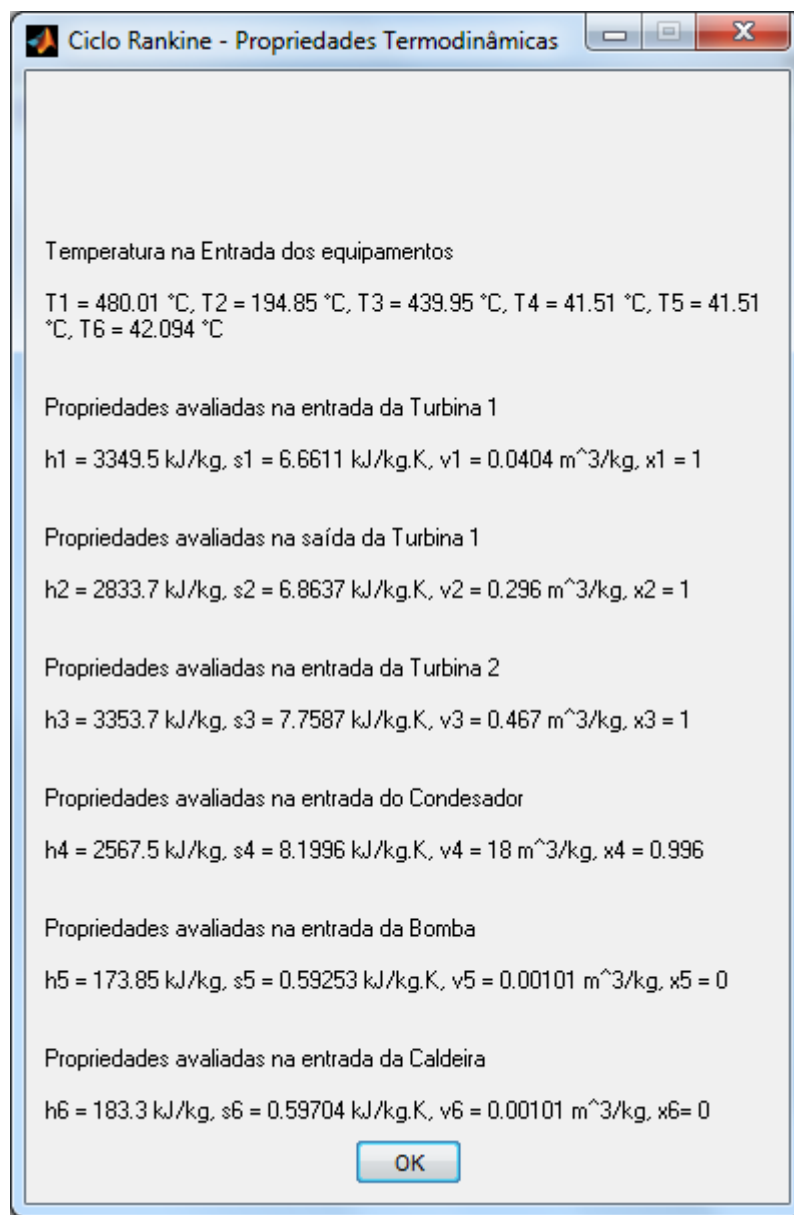 Ciclo Rankine - Propriedades Termodinâmicas
Temperatura na Entrada dos equipamentos
T1 = 480.01 °C, T2 = 194.85 °C, T3 = 439.95 °C, T4 = 41.51 °C, T5 = 41.51
°C, T6 = 42.094 °C
Propriedades avaliadas na entrada da Turbina 1
h1 = 3349.5 kJ/kg, s1 = 6.6611 kJ/kg.K, v1 = 0.0404 m^3/kg, x1 = 1
Propriedades avaliadas na saída da Turbina 1
h2 = 2833.7 kJ/kg, s2 = 6.8637 kJ/kg.K, v2 = 0.296 m^3/kg, x2 = 1
Propriedades avaliadas na entrada da Turbina 2
h3 = 3353.7 kJ/kg, s3 = 7.7587 kJ/kg.K, v3 = 0.467 m^3/kg, x3 = 1
Propriedades avaliadas na entrada do Condesador
h4 = 2567.5 kJ/kg, s4 = 8.1996 kJ/kg.K, v4 = 18 m^3/kg, x4 = 0.996
Propriedades avaliadas na entrada da Bomba
h5 = 173.85 kJ/kg, s5 = 0.59253 kJ/kg.K, v5 = 0.00101 m^3/kg, x5 = 0
Propriedades avaliadas na entrada da Caldeira
h6 = 183.3 kJ/kg, s6 = 0.59704 kJ/kg.K, v6 = 0.00101 m^3/kg, x6= 0
OK